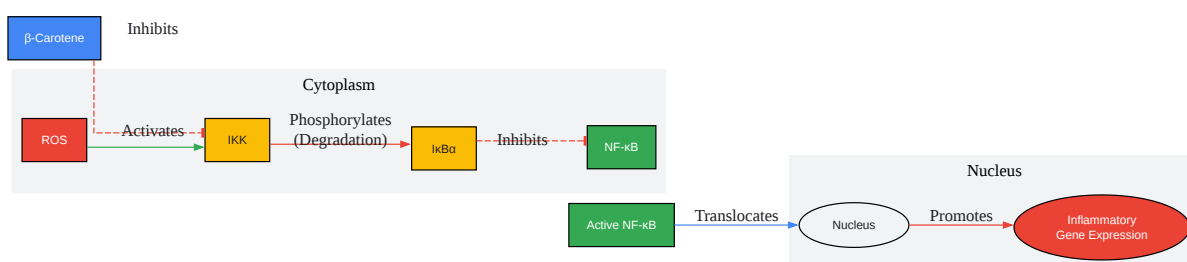 β-Carotene
Inhibits
Cytoplasm
ROS
Activates
IKK
Phosphorylates
(Degradation)
IκBα
Inhibits
NF-κB
Nucleus
Active NF-κB
Translocates
Nucleus
Promotes
Inflammatory
Gene Expression